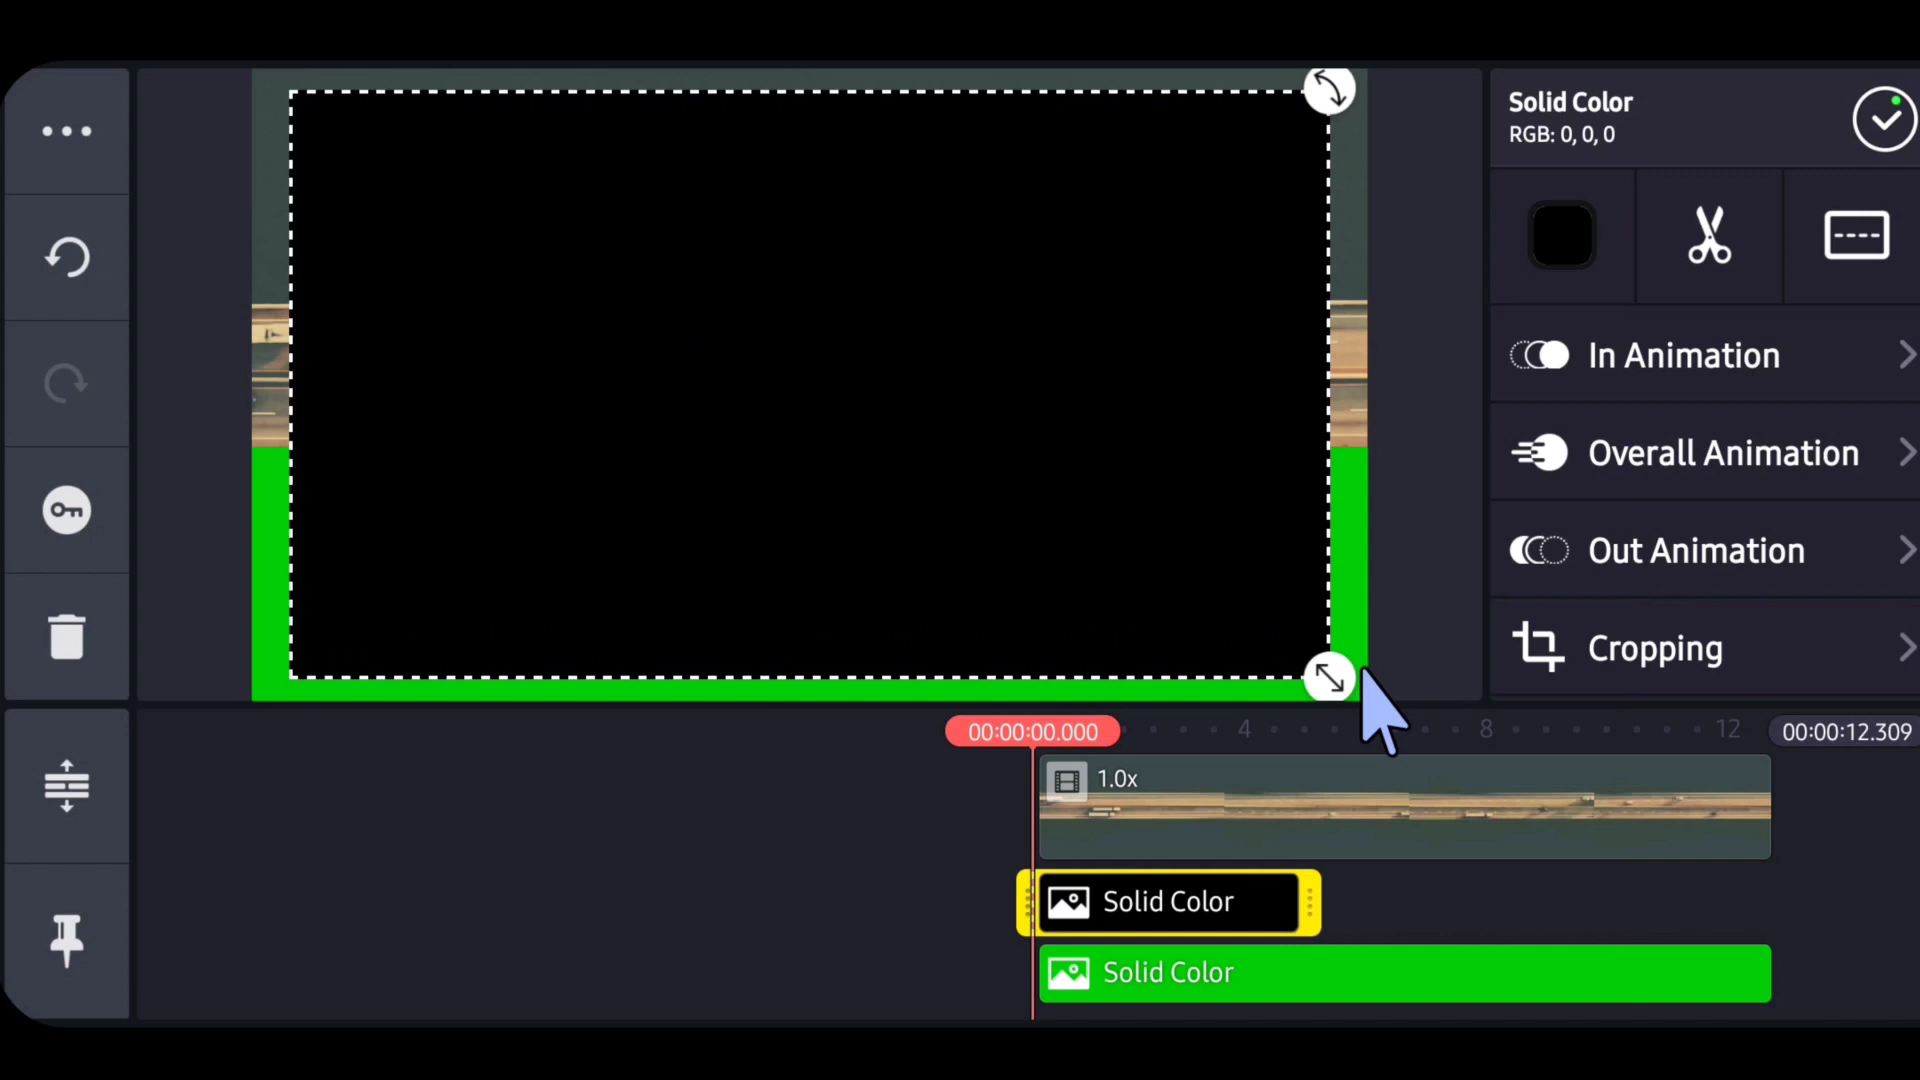 Solid Color
RGB: 0, 0, 0
In Animation
Overall Animation
Out Animation
Cropping
00:00:00.000
4
8
12
00:00:12.309
1.0x
Solid Color
Solid Color